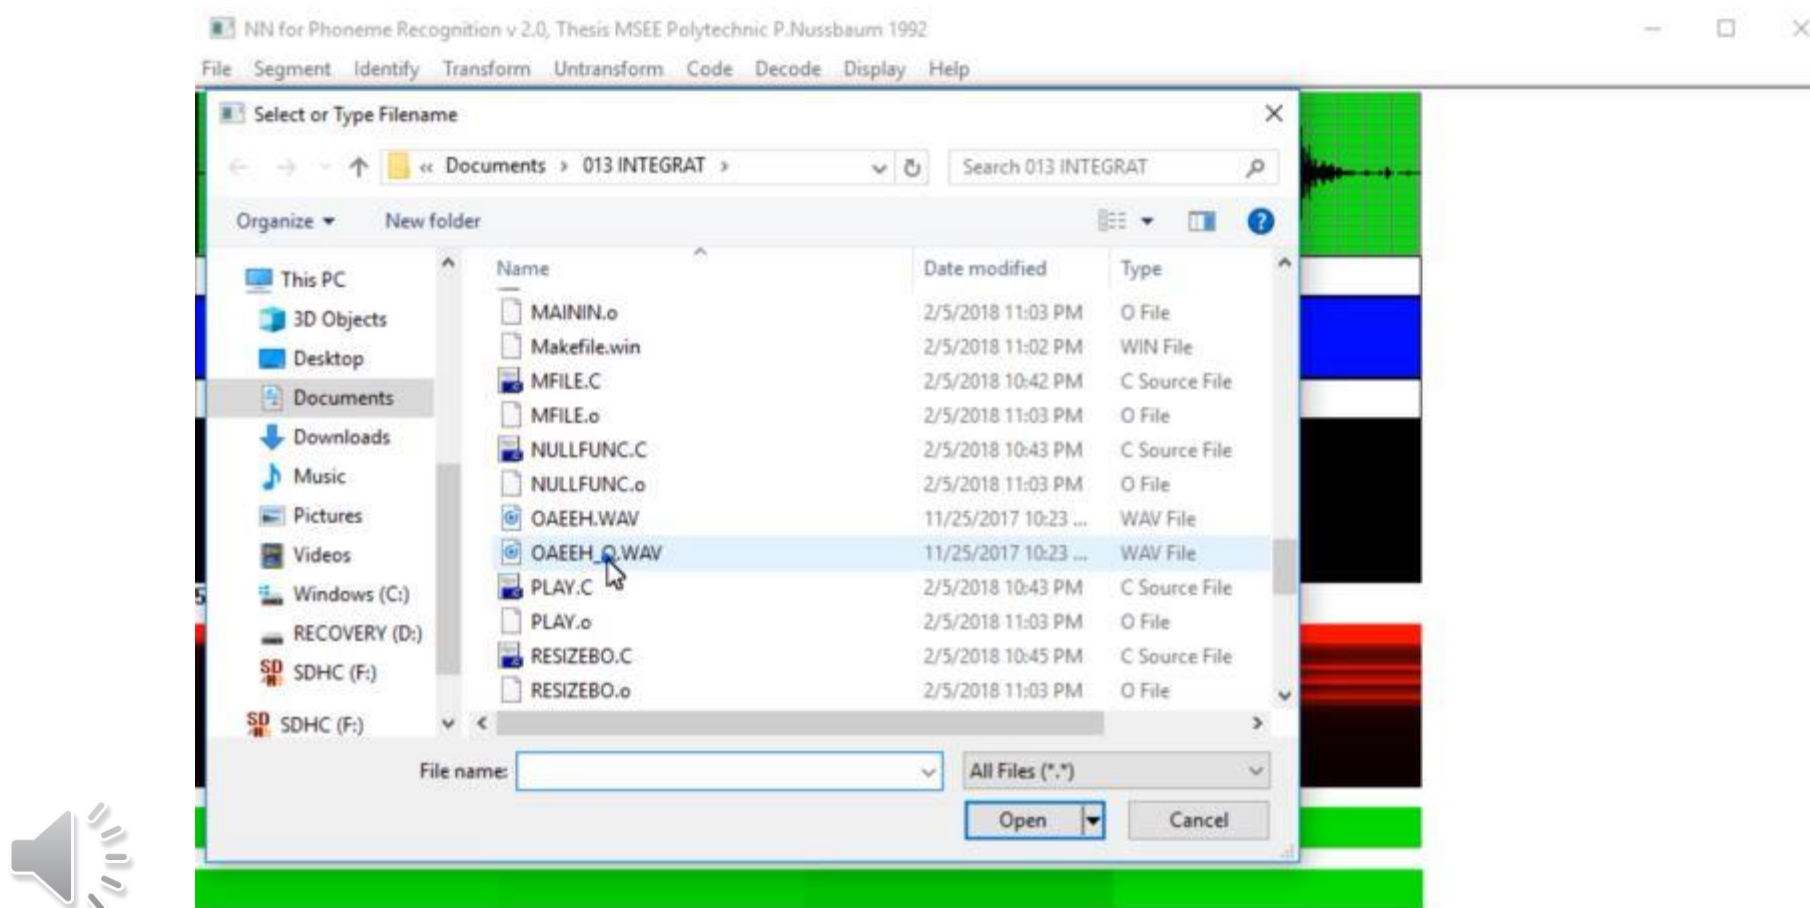 NN for Phoneme Recognition v 2.0, Thesis MSEE Polytechnic P.Nussbaum 1992
File Segment Identify Transform Untransform Code Decode Display Help
Select or Type Filename
« Documents › 013 INTEGRAT › Search 013 INTEGRAT
Organize New folder
Name Date modified Type
This PC
3D Objects
Desktop
Documents
Downloads
Music
Pictures
Videos
Windows (C:)
RECOVERY (D:)
SDHC (F:)
SDHC (F:)
MAININ.o 2/5/2018 11:03 PM O File
Makefile.win 2/5/2018 11:02 PM WIN File
MFILE.C 2/5/2018 10:42 PM C Source File
MFILE.o 2/5/2018 11:03 PM O File
NULLFUNC.C 2/5/2018 10:43 PM C Source File
NULLFUNC.o 2/5/2018 11:03 PM O File
OAEEH.WAV 11/25/2017 10:23 ... WAV File
OAEEH_O.WAV 11/25/2017 10:23 ... WAV File
PLAY.C 2/5/2018 10:43 PM C Source File
PLAY.o 2/5/2018 11:03 PM O File
RESIZEBO.C 2/5/2018 10:45 PM C Source File
RESIZEBO.o 2/5/2018 11:03 PM O File
5
File name: All Files (*.*)
Open Cancel